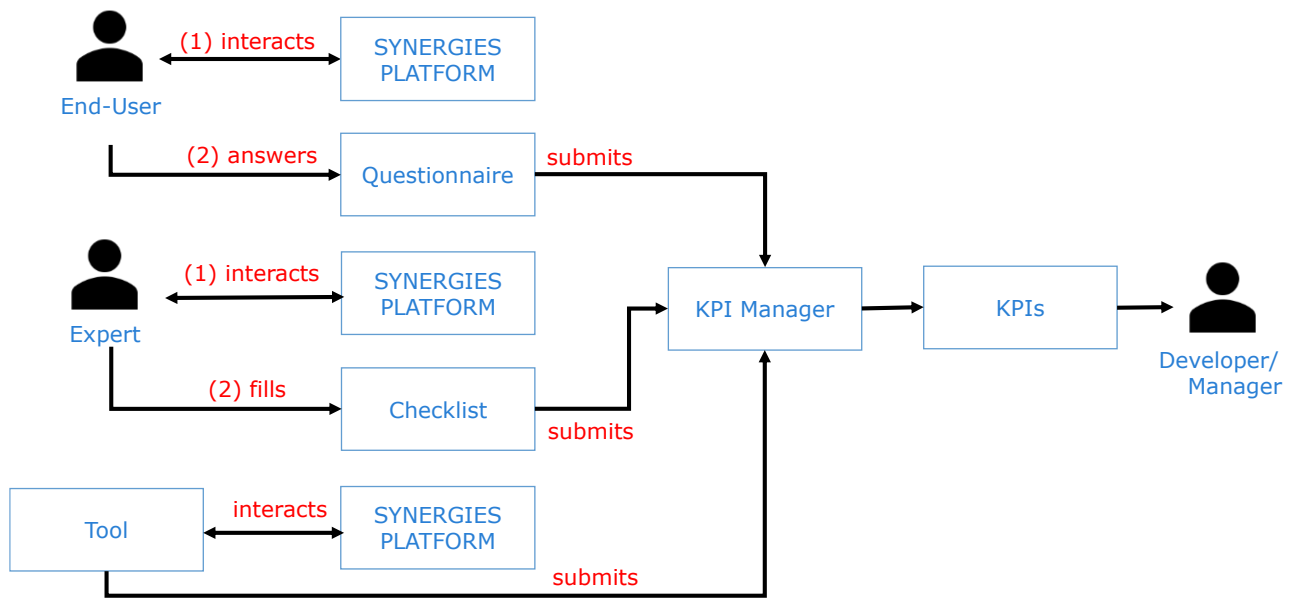 (1) interacts
SYNERGIES
PLATFORM
End-User
(2) answers
Questionnaire
submits
(1) interacts
SYNERGIES
PLATFORM
Expert
(2) fills
Checklist
submits
KPI Manager
KPIs
Developer/
Manager
Tool
interacts
SYNERGIES
PLATFORM
submits